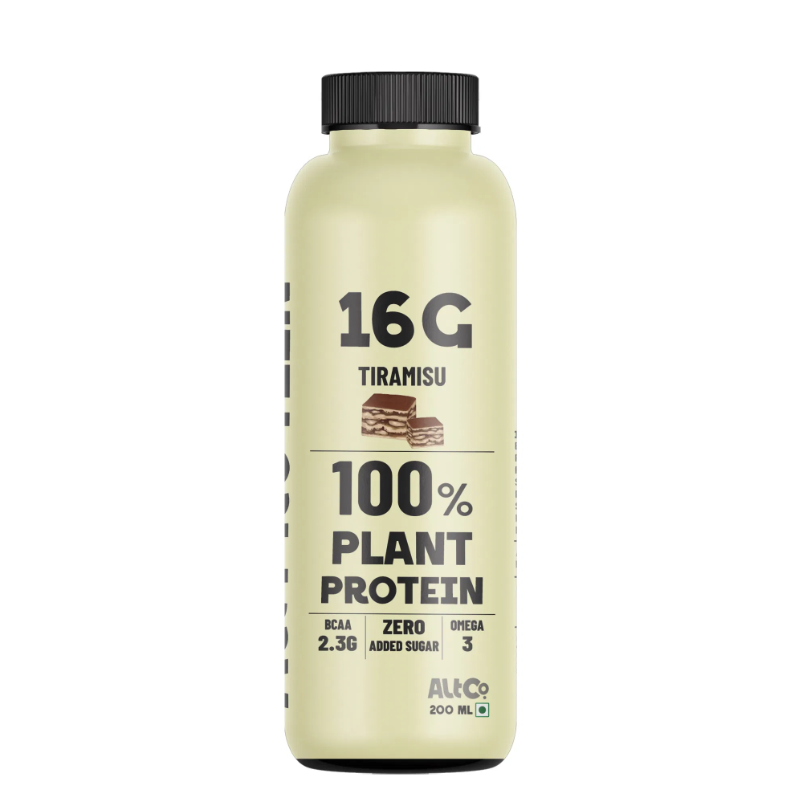 16G
TIRAMISU
100%
PLANT
PROTEIN
BCAA
2.3G
ZERO
ADDED SUGAR
OMEGA
3
ALtCo.
200 ML